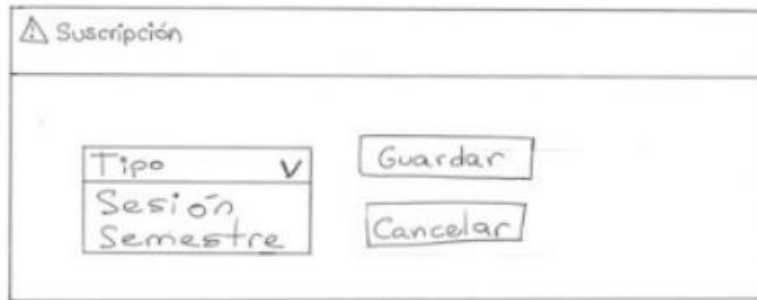 Suscripción
Tipo
Sesión
Semestre
Guardar
Cancelar